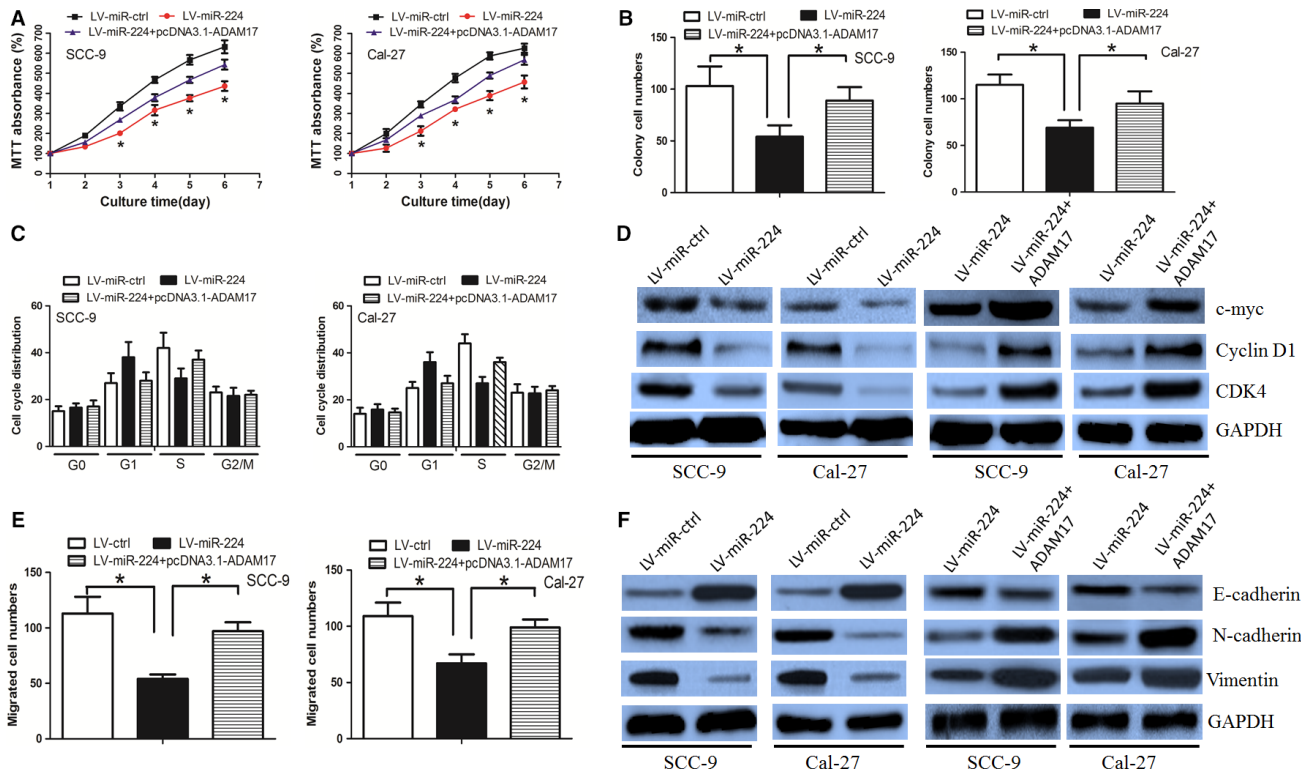 A
LV-miR-ctrl
LV-miR-224
LV-miR-224+pcDNA3.1-ADAM17
SCC-9
MTT absorbance (%)
700
600
500
400
300
200
100
0
1 2 3 4 5 6 7
* * * *
Culture time(day)
LV-miR-ctrl
LV-miR-224
LV-miR-224+pcDNA3.1-ADAM17
Cal-27
MTT absorbance (%)
700
600
500
400
300
200
100
0
1 2 3 4 5 6 7
* * * *
Culture time(day)
B
LV-miR-ctrl
LV-miR-224
LV-miR-224+pcDNA3.1-ADAM17
SCC-9
* *
Colony cell numbers
150
100
50
0
LV-miR-ctrl
LV-miR-224
LV-miR-224+pcDNA3.1-ADAM17
Cal-27
* *
Colony cell numbers
150
100
50
0
C
LV-miR-ctrl
LV-miR-224
LV-miR-224+pcDNA3.1-ADAM17
SCC-9
Cell cycle distribution
60
40
20
0
G0 G1 S G2/M
LV-miR-ctrl
LV-miR-224
LV-miR-224+pcDNA3.1-ADAM17
Cal-27
Cell cycle distribution
60
40
20
0
G0 G1 S G2/M
D
LV-miR-ctrl
LV-miR-224
LV-miR-ctrl
LV-miR-224
LV-miR-224
LV-miR-224+
ADAM17
LV-miR-224
LV-miR-224+
ADAM17
c-myc
Cyclin D1
CDK4
GAPDH
SCC-9 Cal-27 SCC-9 Cal-27
E
LV-ctrl
LV-miR-224
LV-miR-224+pcDNA3.1-ADAM17
SCC-9
* *
Migrated cell numbers
150
100
50
0
LV-miR-ctrl
LV-miR-224
LV-miR-224+pcDNA3.1-ADAM17
Cal-27
* *
Migrated cell numbers
150
100
50
0
F
LV-miR-ctrl
LV-miR-224
LV-miR-ctrl
LV-miR-224
LV-miR-224
LV-miR-224+
ADAM17
LV-miR-224
LV-miR-224+
ADAM17
E-cadherin
N-cadherin
Vimentin
GAPDH
SCC-9 Cal-27 SCC-9 Cal-27